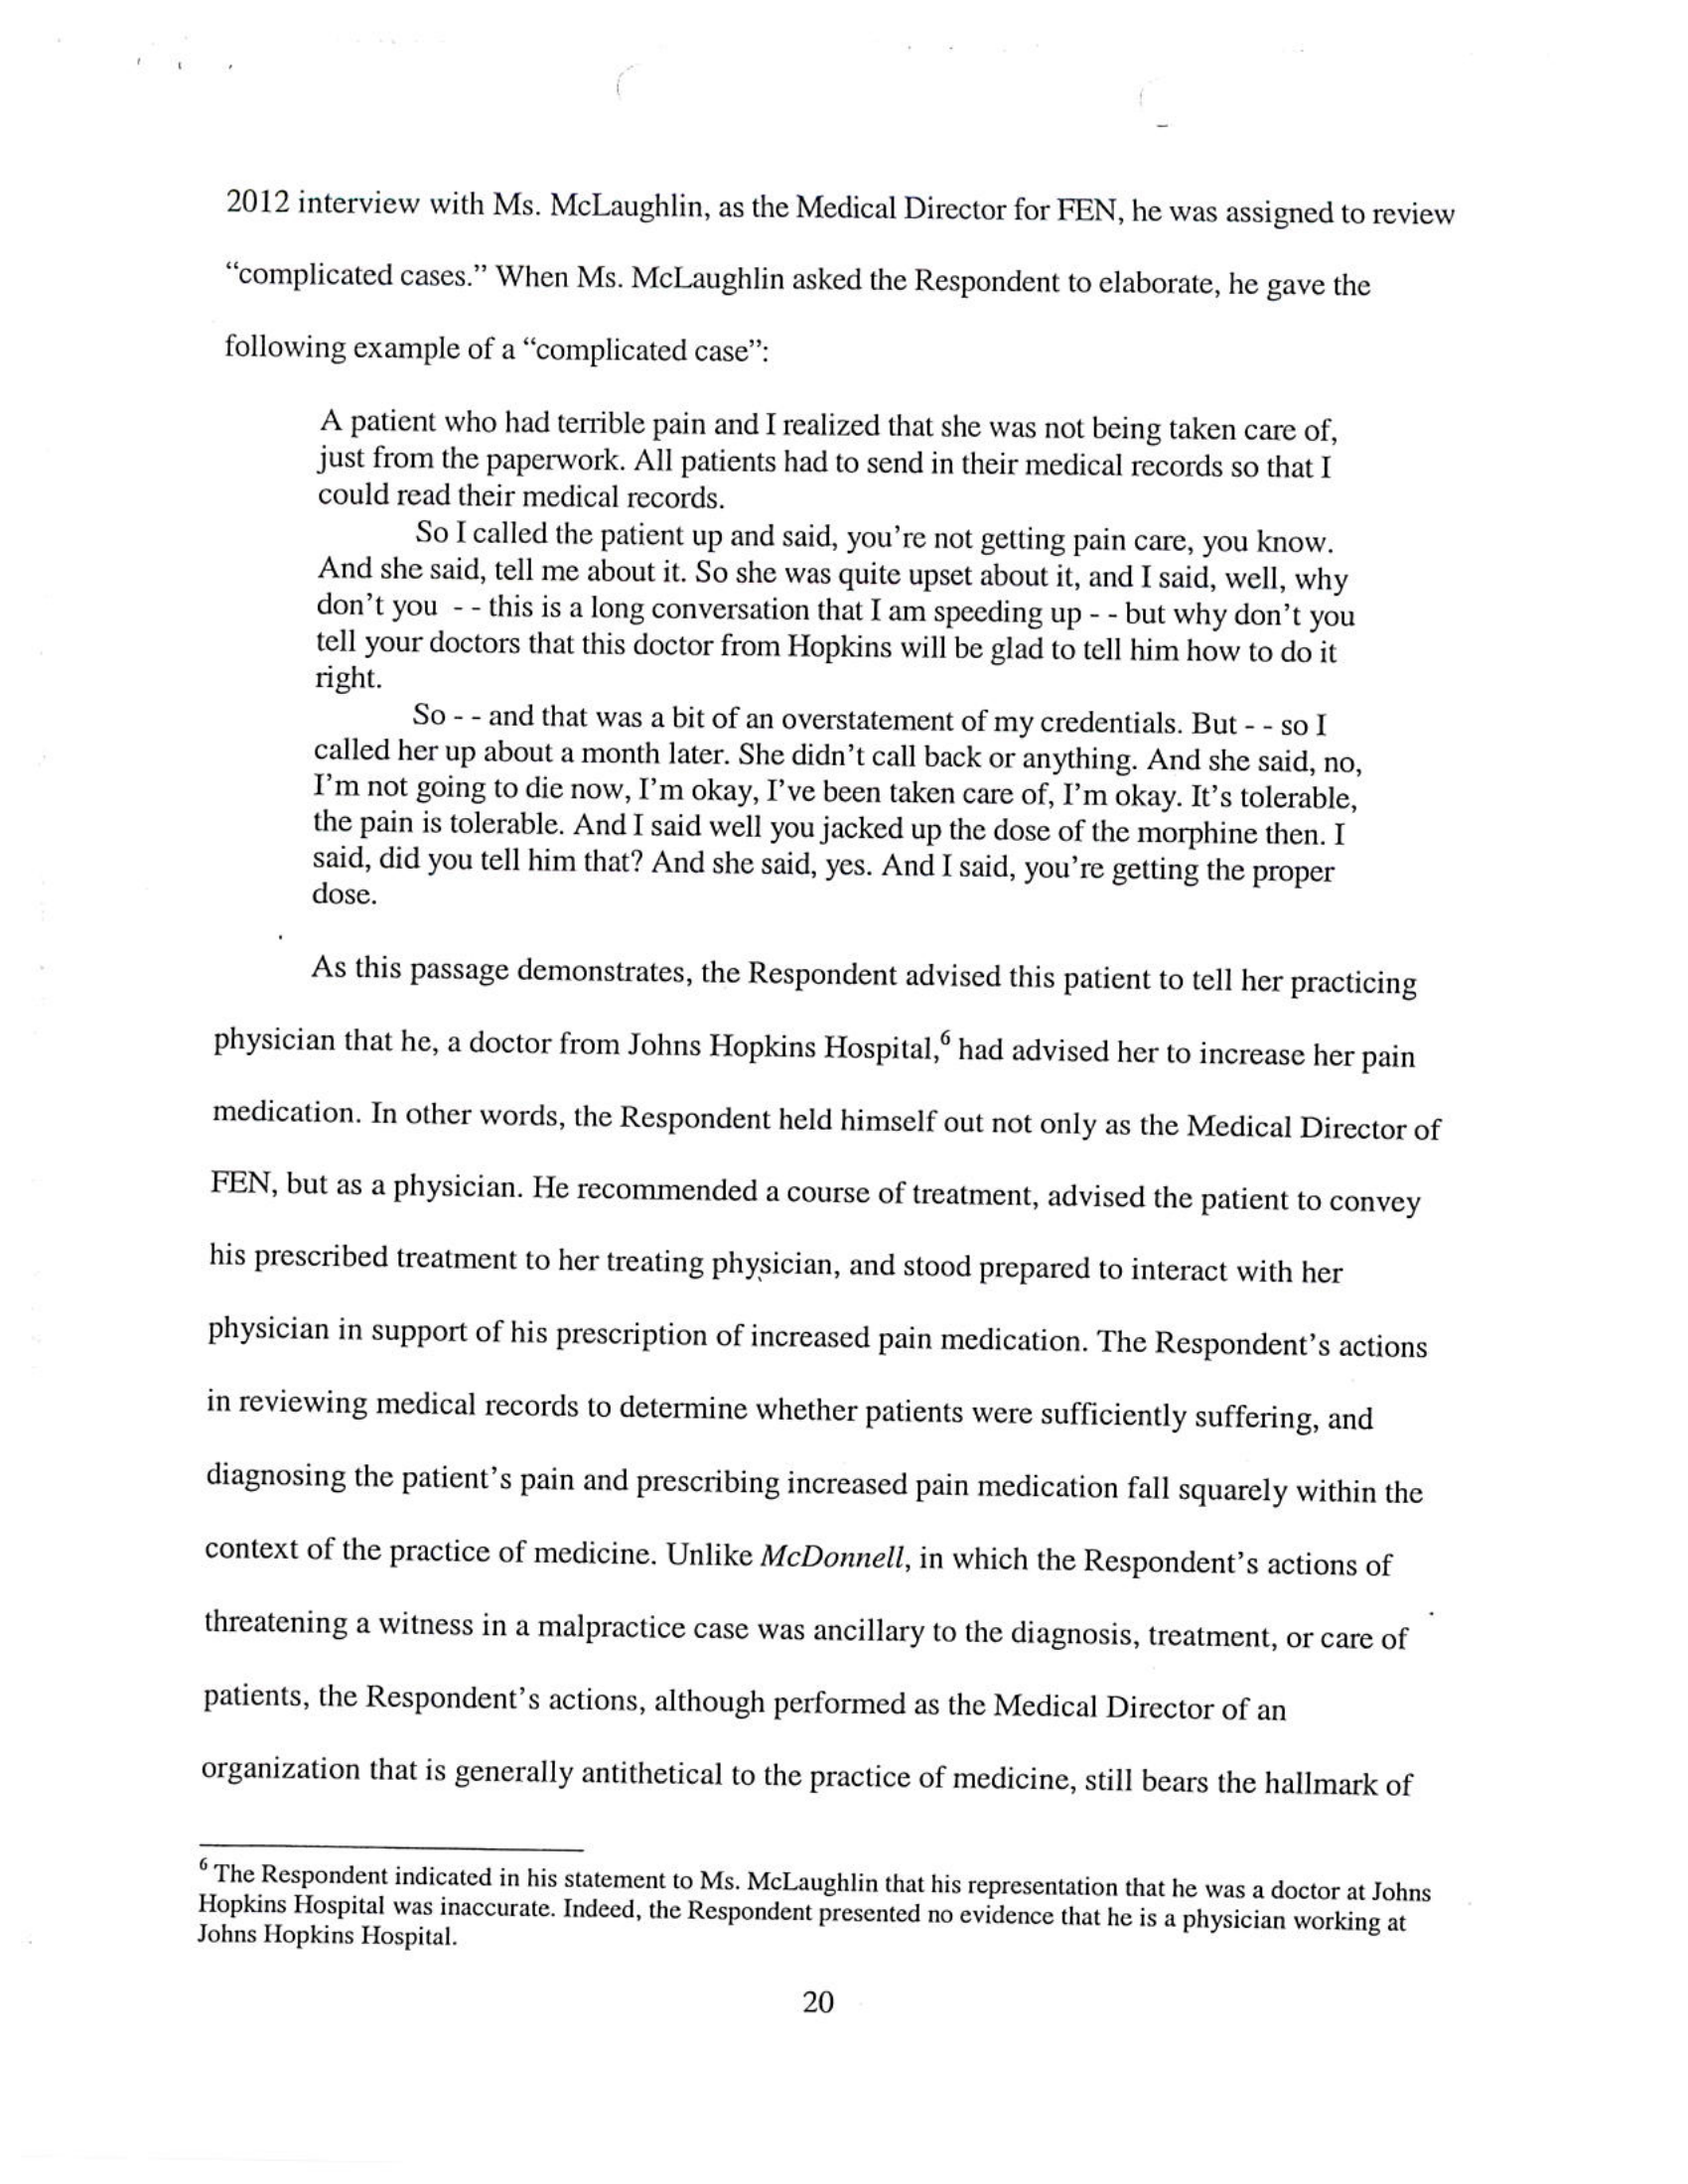 2012 interview with Ms. McLaughlin, as the Medical Director for FEN, he was assigned to review
“complicated cases.” When Ms. McLaughlin asked the Respondent to elaborate, he gave the
following example of a “complicated case”:
A patient who had terrible pain and I realized that she was not being taken care of,
just from the paperwork. All patients had to send in their medical records so that I
could read their medical records.
So I called the patient up and said, you’re not getting pain care, you know.
And she said, tell me about it. So she was quite upset about it, and I said, well, why
don’t you - - this is a long conversation that I am speeding up - - but why don’t you
tell your doctors that this doctor from Hopkins will be glad to tell him how to do it
right.
So - - and that was a bit of an overstatement of my credentials. But - - so I
called her up about a month later. She didn’t call back or anything. And she said, no,
I’m not going to die now, I’m okay, I’ve been taken care of, I’m okay. It’s tolerable,
the pain is tolerable. And I said well you jacked up the dose of the morphine then. I
said, did you tell him that? And she said, yes. And I said, you’re getting the proper
dose.
As this passage demonstrates, the Respondent advised this patient to tell her practicing
physician that he, a doctor from Johns Hopkins Hospital,6 had advised her to increase her pain
medication. In other words, the Respondent held himself out not only as the Medical Director of
FEN, but as a physician. He recommended a course of treatment, advised the patient to convey
his prescribed treatment to her treating physician, and stood prepared to interact with her
physician in support of his prescription of increased pain medication. The Respondent’s actions
in reviewing medical records to determine whether patients were sufficiently suffering, and
diagnosing the patient’s pain and prescribing increased pain medication fall squarely within the
context of the practice of medicine. Unlike McDonnell, in which the Respondent’s actions of
threatening a witness in a malpractice case was ancillary to the diagnosis, treatment, or care of
patients, the Respondent’s actions, although performed as the Medical Director of an
organization that is generally antithetical to the practice of medicine, still bears the hallmark of
6 The Respondent indicated in his statement to Ms. McLaughlin that his representation that he was a doctor at Johns
Hopkins Hospital was inaccurate. Indeed, the Respondent presented no evidence that he is a physician working at
Johns Hopkins Hospital.
20